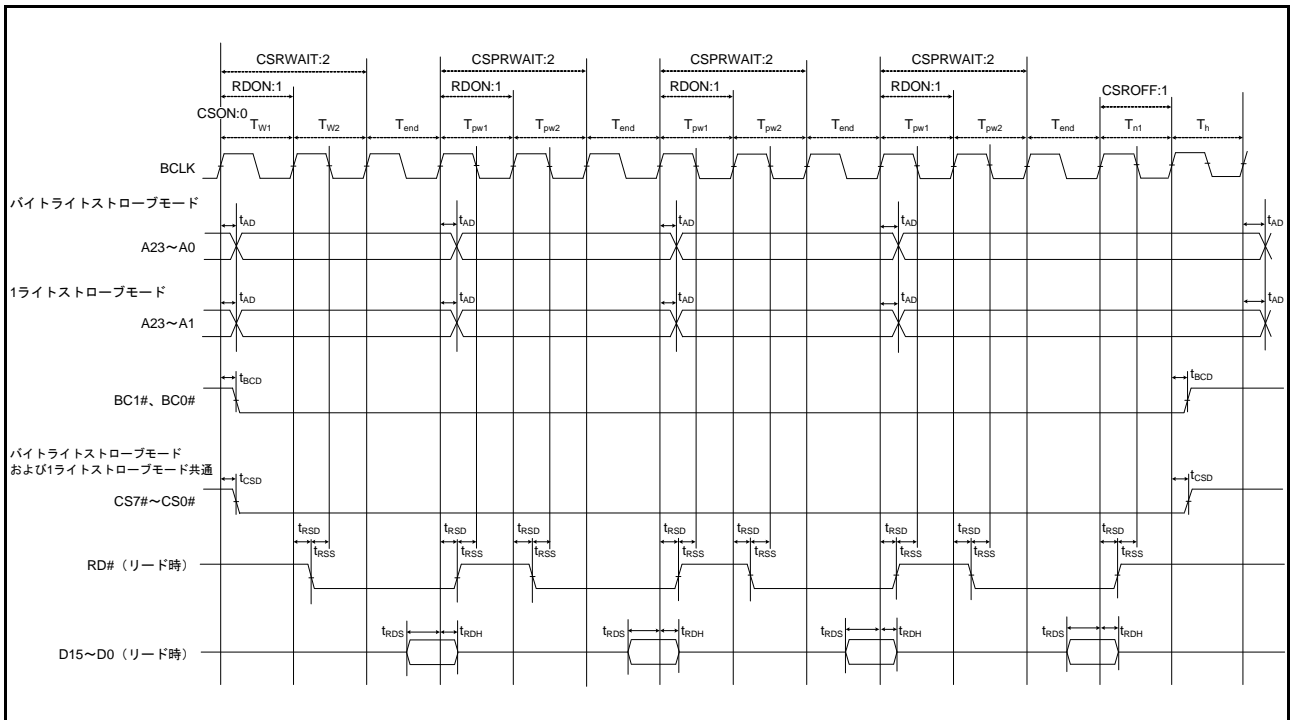 CSRWAIT:2 CSPRWAIT:2 CSPRWAIT:2 CSPRWAIT:2
RDON:1 RDON:1 RDON:1 RDON:1 CSROFF:1
CSON:0
TW1 TW2 Tend Tpw1 Tpw2 Tend Tpw1 Tpw2 Tend Tpw1 Tpw2 Tend Tn1 Th
BCLK
バイトライトストローブモード
tAD tAD tAD tAD tAD
A23～A0
1ライトストローブモード
tAD tAD tAD tAD tAD
A23～A1
tBCD tBCD
BC1#、BC0#
バイトライトストローブモード
および1ライトストローブモード共通
tCSD tCSD
CS7#～CS0#
tRSD tRSD tRSD tRSD tRSD tRSD tRSD tRSD
tRSS tRSS tRSS tRSS tRSS tRSS tRSS tRSS
RD#（リード時）
tRDS tRDH tRDS tRDH tRDS tRDH tRDS tRDH
D15～D0（リード時）